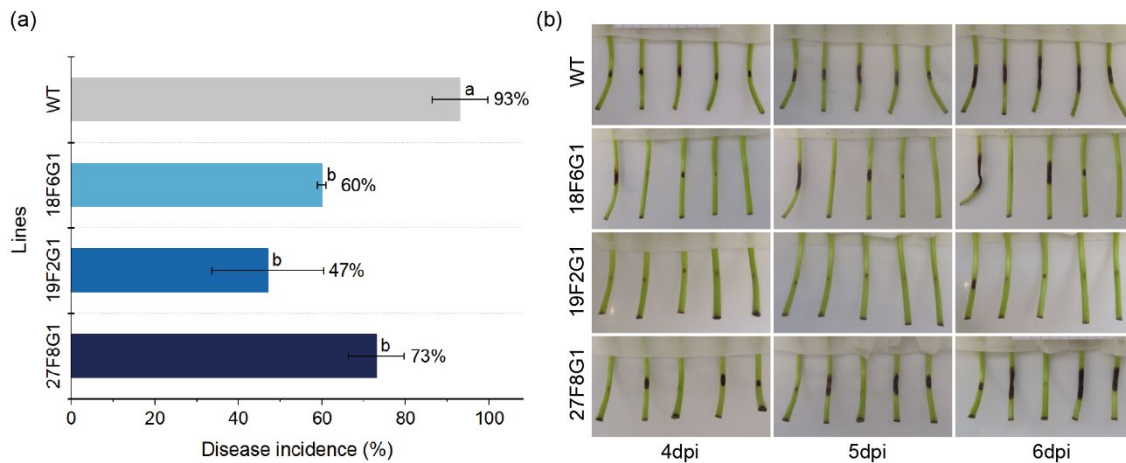 (a)
WT
18F6G1
19F2G1
27F8G1
Lines
a
93%
b
60%
b
47%
b
73%
0 20 40 60 80 100
Disease incidence (%)
(b)
WT
18F6G1
19F2G1
27F8G1
4dpi 5dpi 6dpi